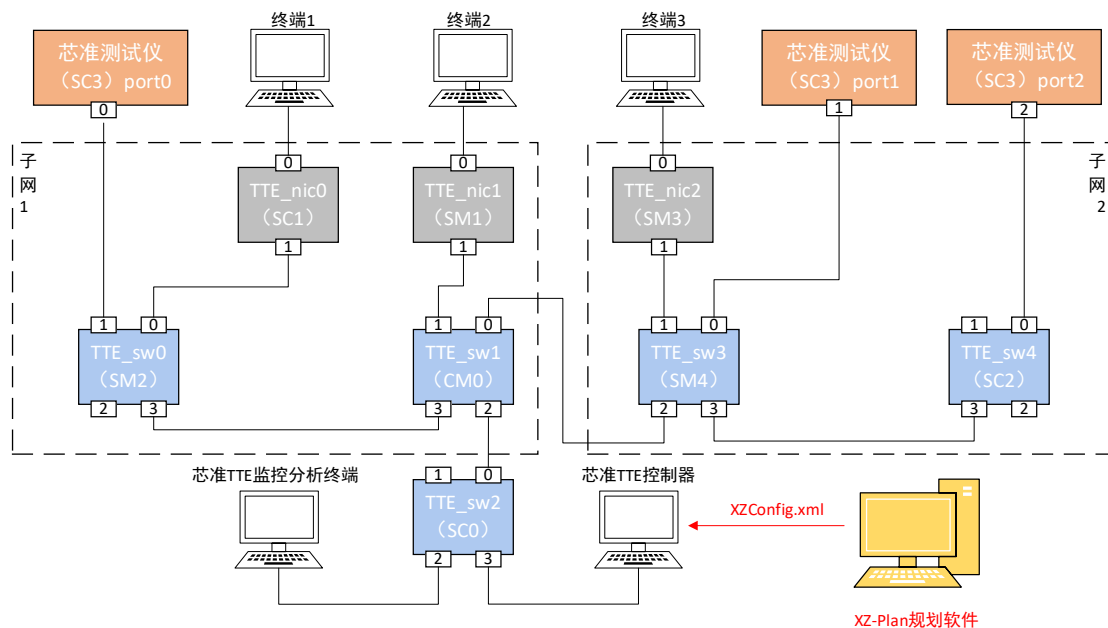 终端1
终端2
终端3
芯准测试仪
（SC3）port0
芯准测试仪
（SC3）port1
芯准测试仪
（SC3）port2
0
1
2
子网1
子网2
0
0
0
TTE_nic0
（SC1）
TTE_nic1
（SM1）
TTE_nic2
（SM3）
1
1
1
1
0
1
0
1
0
1
0
TTE_sw0
（SM2）
TTE_sw1
（CM0）
TTE_sw3
（SM4）
TTE_sw4
（SC2）
2
3
3
2
2
3
3
2
芯准TTE监控分析终端
1
0
芯准TTE控制器
TTE_sw2
（SC0）
XZConfig.xml
2
3
XZ-Plan规划软件